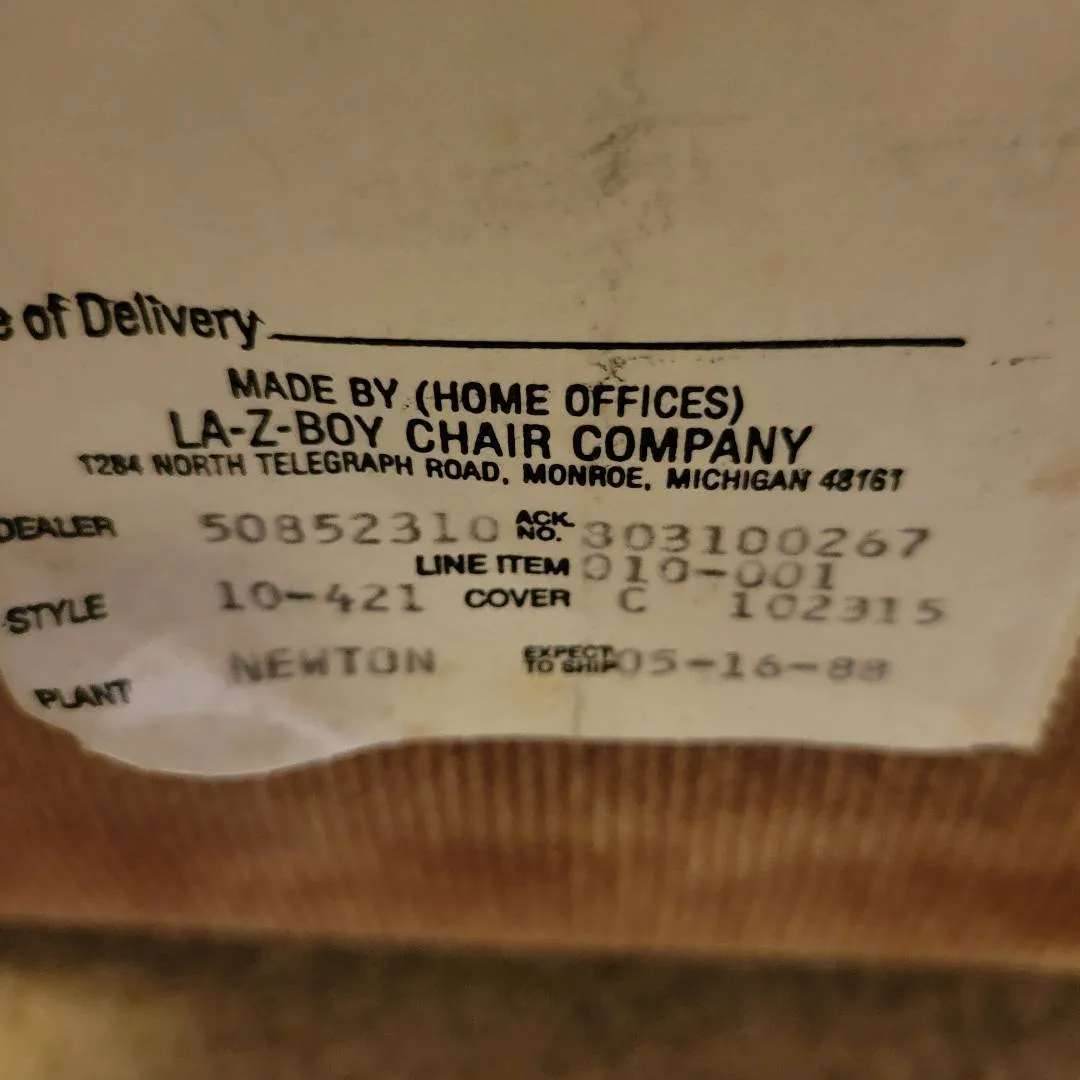 of Delivery
MADE BY (HOME OFFICES)
LA-Z-BOY CHAIR COMPANY
1284 NORTH TELEGRAPH ROAD, MONROE, MICHIGAN 48161
DEALER 50852310 ACK. NO. 803100267
LINE ITEM 010-001
STYLE 10-421 COVER C 102315
PLANT NEWTON EXPECT. TO SHIP 05-16-88